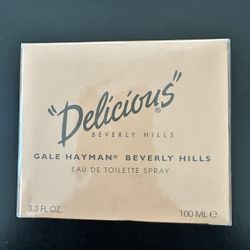 "Delicious"®
BEVERLY HILLS
GALE HAYMAN® BEVERLY HILLS
EAU DE TOILETTE SPRAY
3.3 FL.OZ. 100 ML ℮